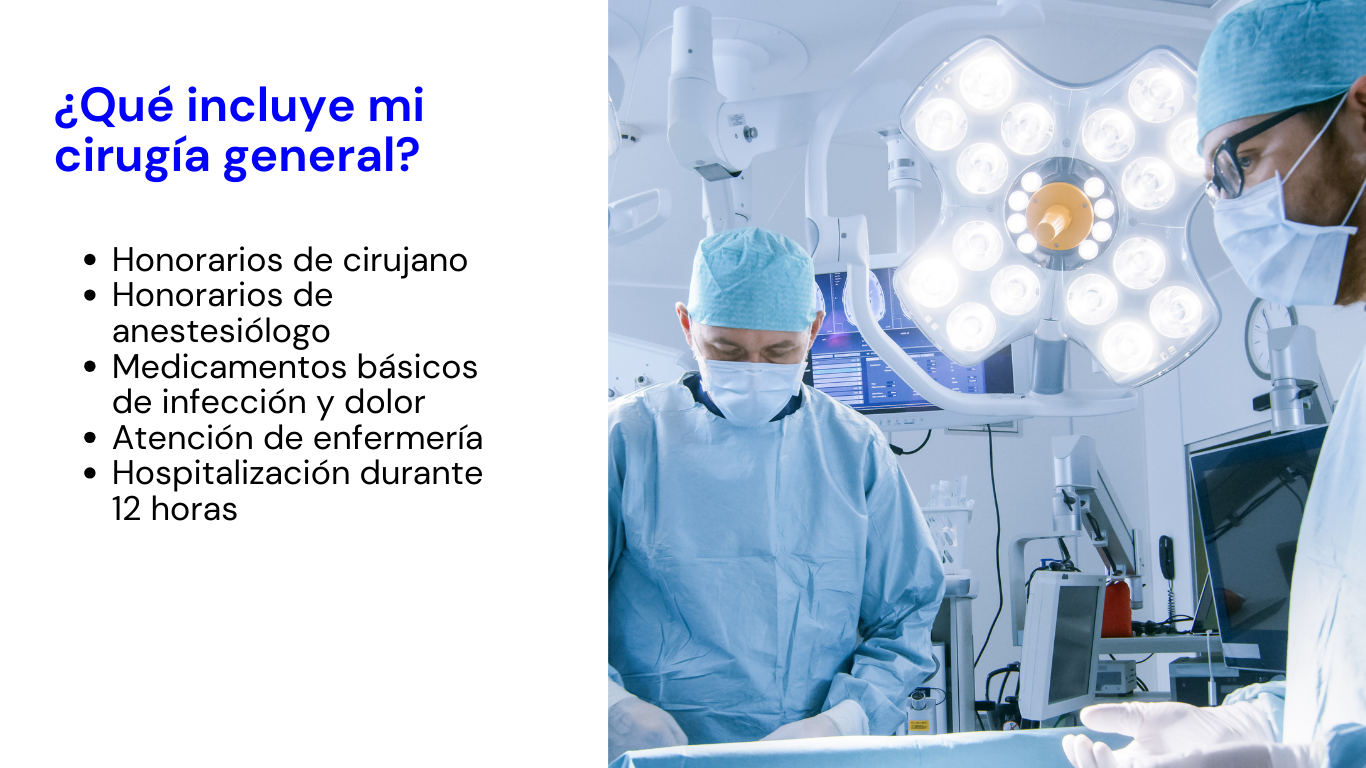 ¿Qué incluye mi
cirugía general?
• Honorarios de cirujano
• Honorarios de
anestesiólogo
• Medicamentos básicos
de infección y dolor
• Atención de enfermería
• Hospitalización durante
12 horas